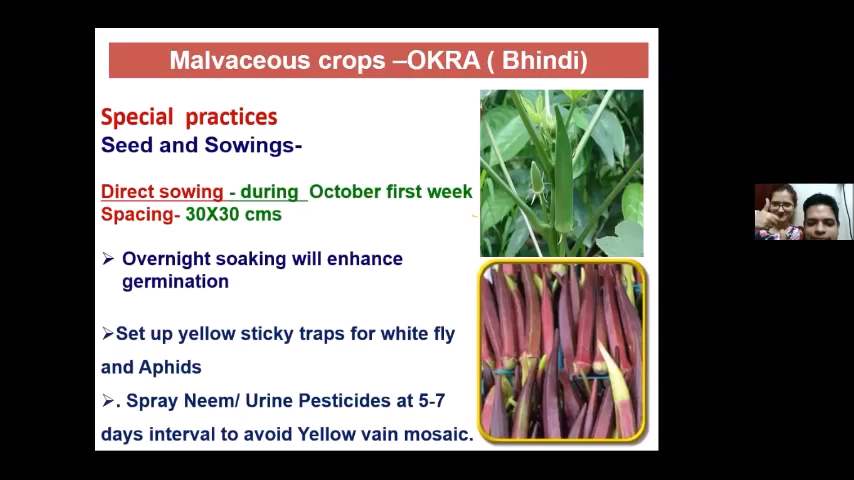 Malvaceous crops –OKRA ( Bhindi)
Special practices
Seed and Sowings-
Direct sowing - during October first week
Spacing- 30X30 cms
➢ Overnight soaking will enhance
germination
➢Set up yellow sticky traps for white fly
and Aphids
➢. Spray Neem/ Urine Pesticides at 5-7
days interval to avoid Yellow vain mosaic.